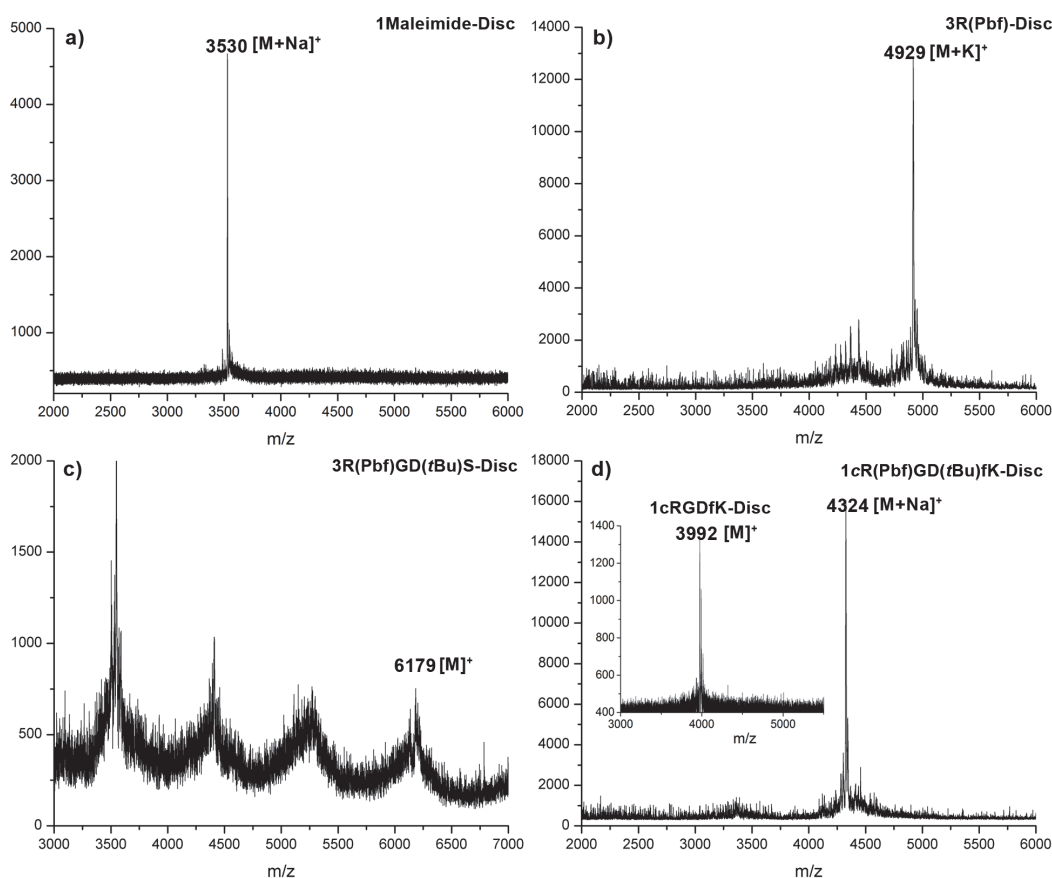 a)
1Maleimide-Disc
3530 [M+Na]⁺
5000
4000
3000
2000
1000
2000 2500 3000 3500 4000 4500 5000 5500 6000
m/z
b)
3R(Pbf)-Disc
4929 [M+K]⁺
14000
12000
10000
8000
6000
4000
2000
0
2000 2500 3000 3500 4000 4500 5000 5500 6000
m/z
c)
3R(Pbf)GD(tBu)S-Disc
6179 [M]⁺
2000
1500
1000
500
0
3000 3500 4000 4500 5000 5500 6000 6500 7000
m/z
d)
1cR(Pbf)GD(tBu)fK-Disc
4324 [M+Na]⁺
18000
16000
14000
12000
10000
8000
6000
4000
2000
0
1cRGDfK-Disc
3992 [M]⁺
1400
1200
1000
800
600
400
3000 4000 5000
m/z
2000 2500 3000 3500 4000 4500 5000 5500 6000
m/z